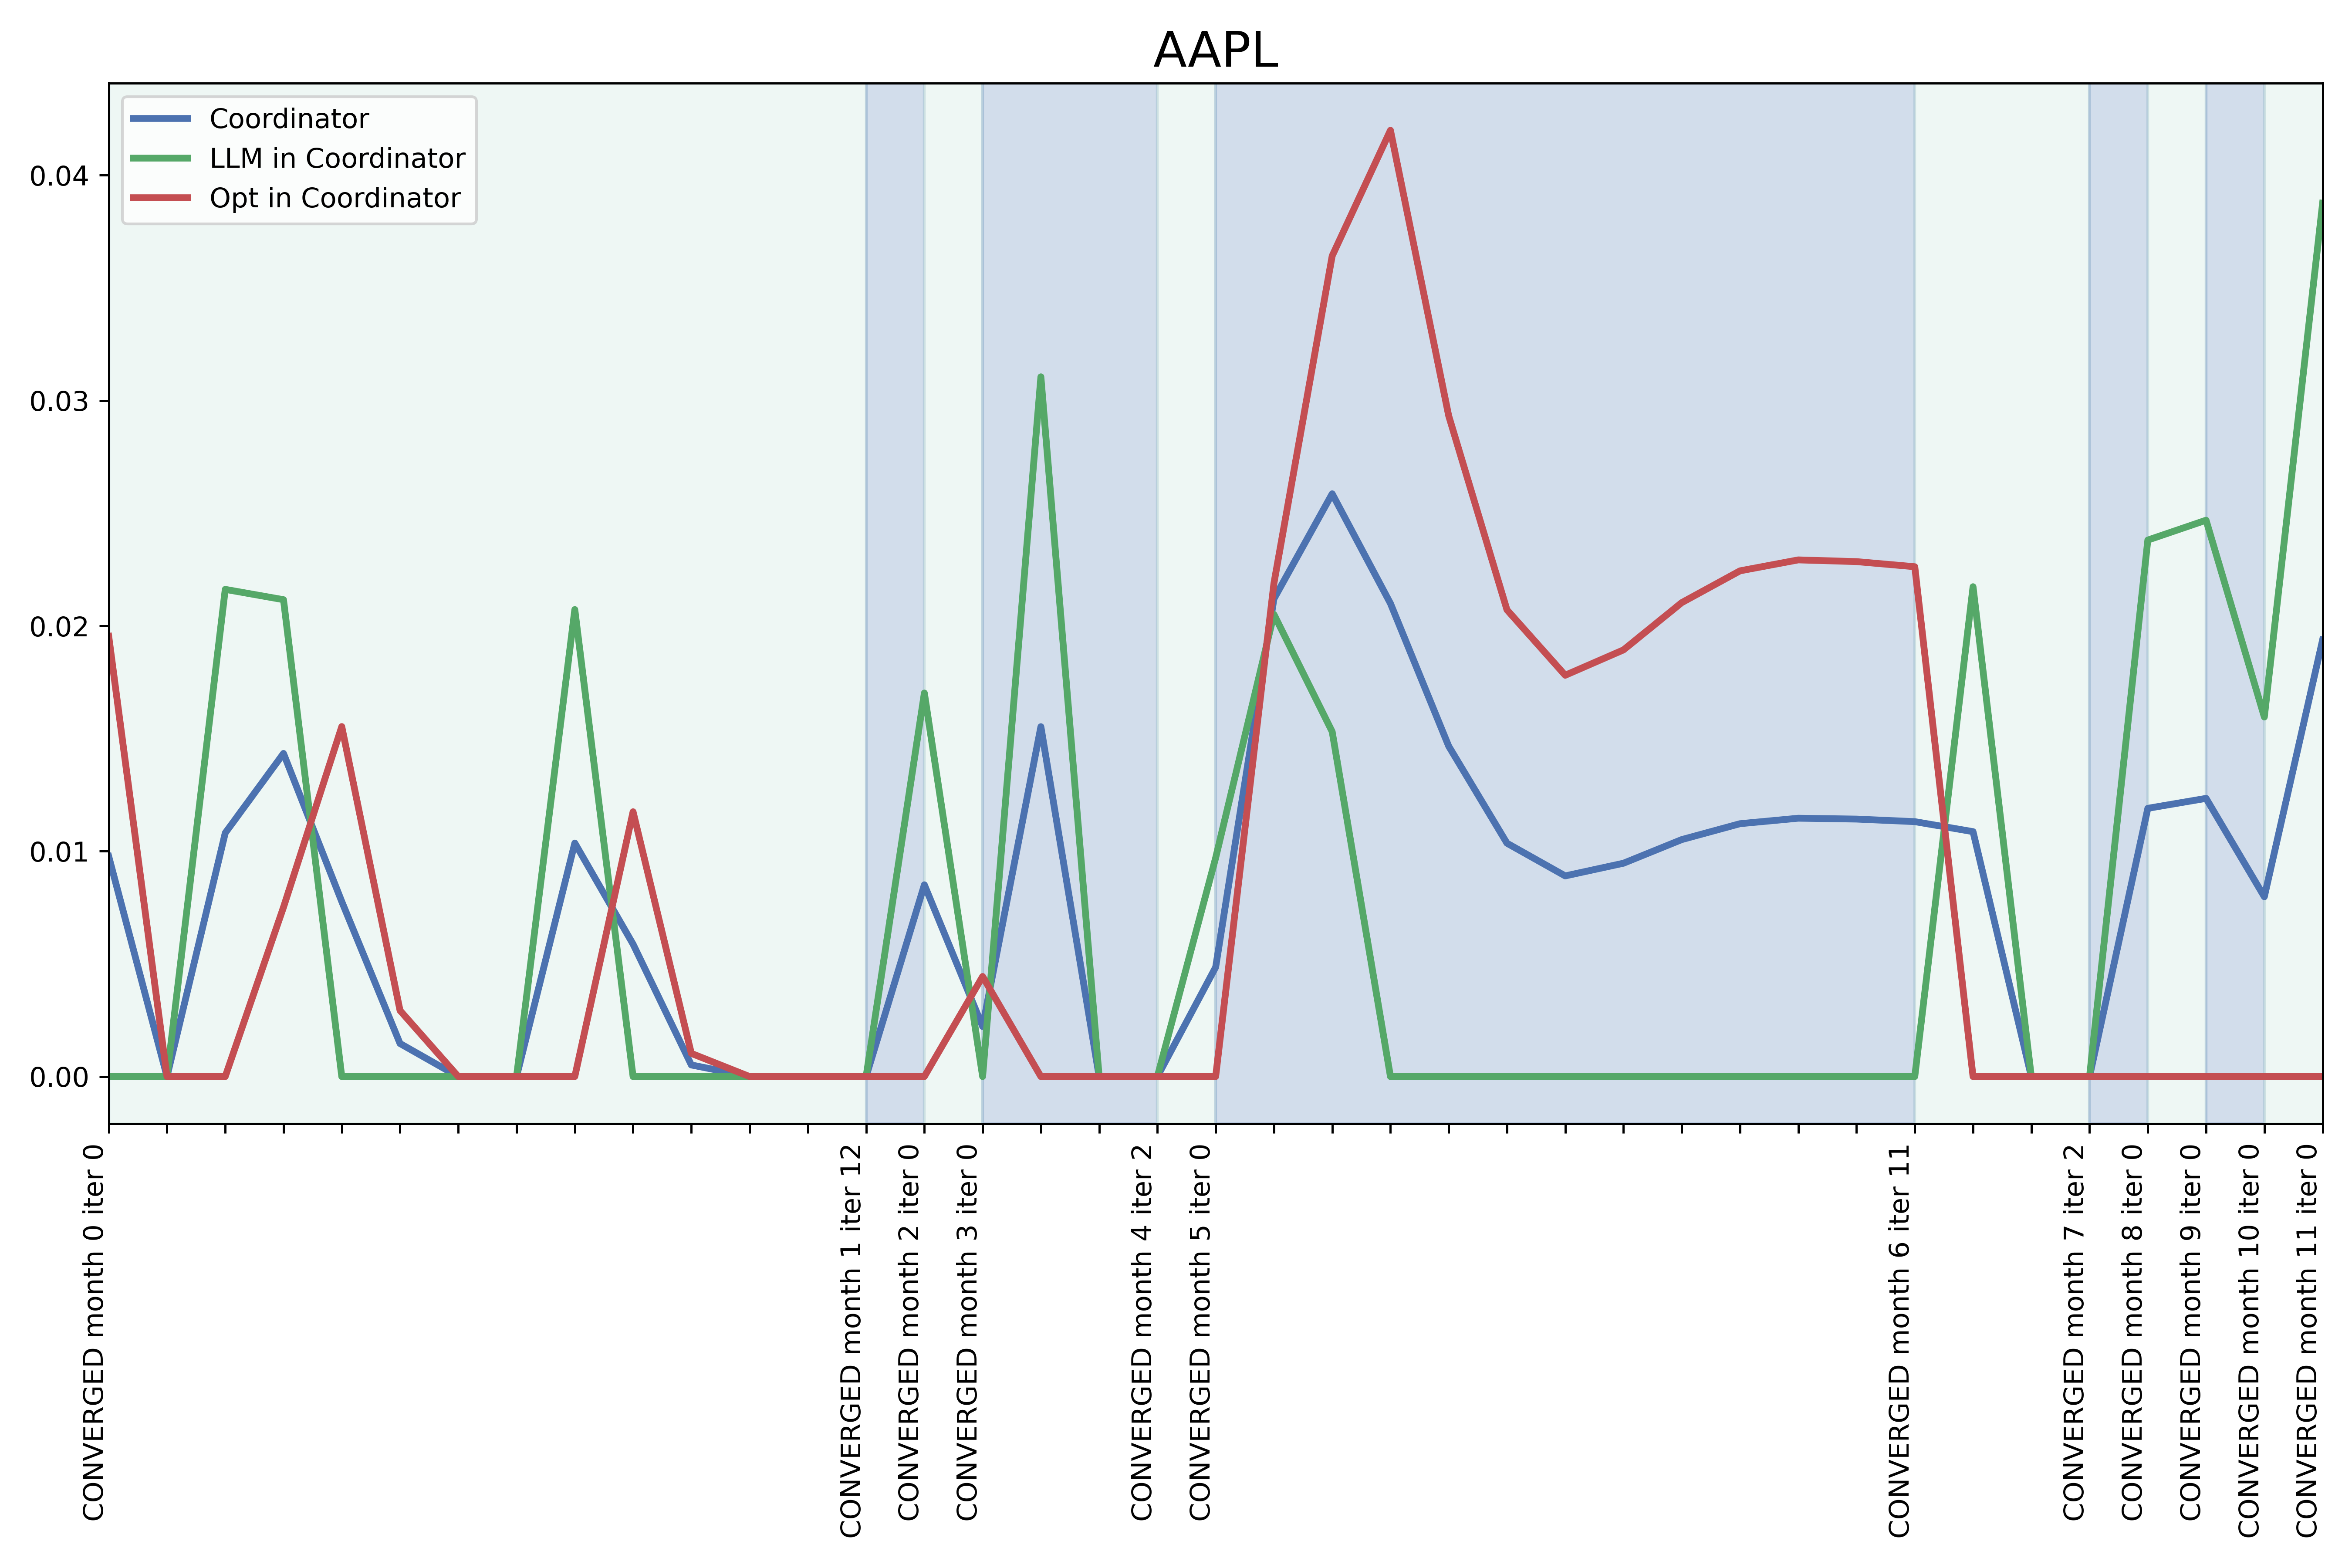 AAPL
Coordinator
LLM in Coordinator
Opt in Coordinator
0.04
0.03
0.02
0.01
0.00
CONVERGED month 0 iter 0
CONVERGED month 1 iter 12
CONVERGED month 2 iter 0
CONVERGED month 3 iter 0
CONVERGED month 4 iter 2
CONVERGED month 5 iter 0
CONVERGED month 6 iter 11
CONVERGED month 7 iter 2
CONVERGED month 8 iter 0
CONVERGED month 9 iter 0
CONVERGED month 10 iter 0
CONVERGED month 11 iter 0